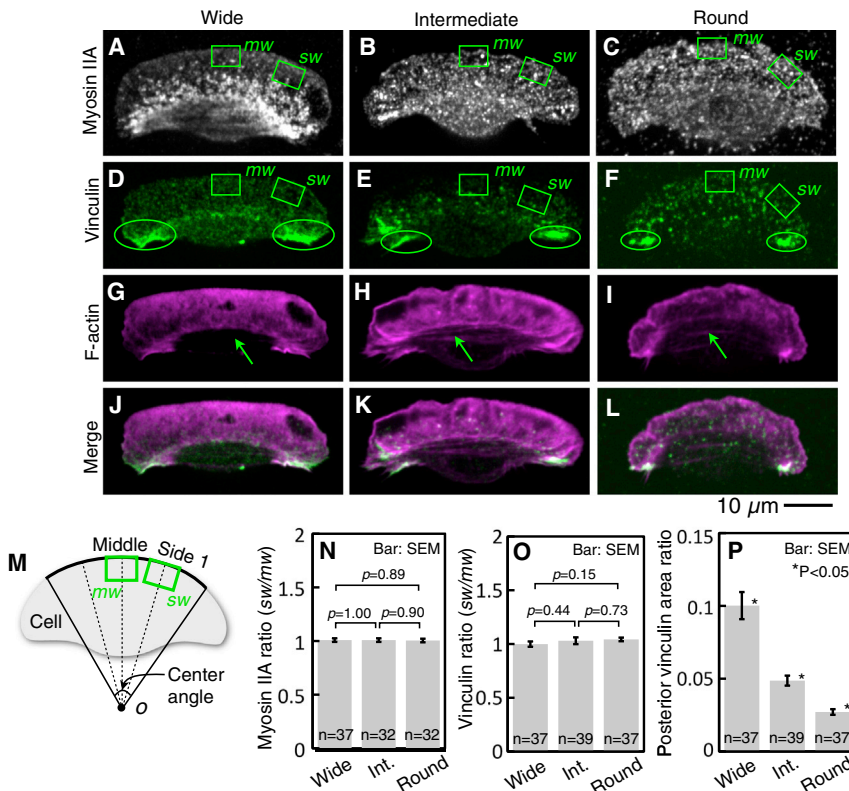 Wide Intermediate Round
Myosin IIA
A mw sw
B mw sw
C mw sw
Vinculin
D mw sw
E mw sw
F mw sw
F-actin
G H I
Merge
J K L
10 µm
M
Middle
Side 1
mw
sw
Cell
Center
angle
o
N
Bar: SEM
Myosin IIA ratio (sw/mw)
2
1.5
1
0.5
0
p=0.89
p=1.00 p=0.90
n=37 n=32 n=32
Wide Int. Round
O
Bar: SEM
Vinculin ratio (sw/mw)
2
1.5
1
0.5
0
p=0.15
p=0.44 p=0.73
n=37 n=39 n=37
Wide Int. Round
P
Bar: SEM
*P<0.05
Posterior vinculin area ratio
0.15
0.1
0.05
0
* * *
n=37 n=39 n=37
Wide Int. Round